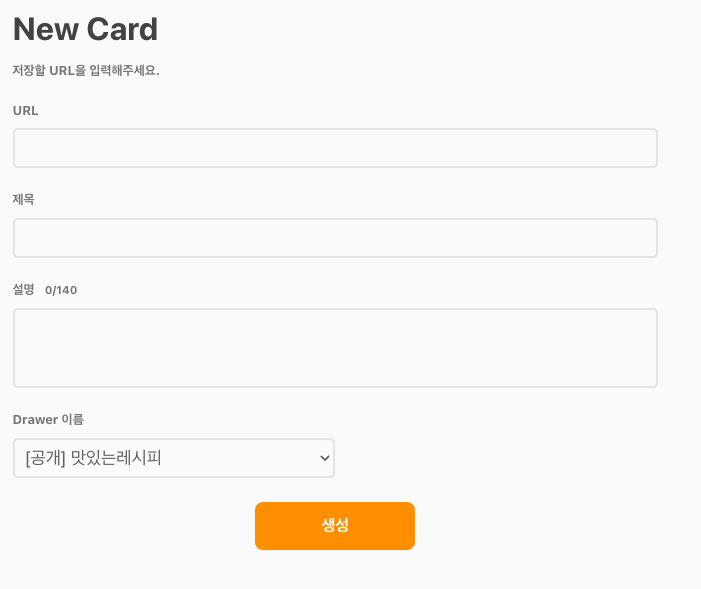 New Card
저장할 URL을 입력해주세요.
URL
제목
설명 0/140
Drawer 이름
[공개] 맛있는레시피
생성